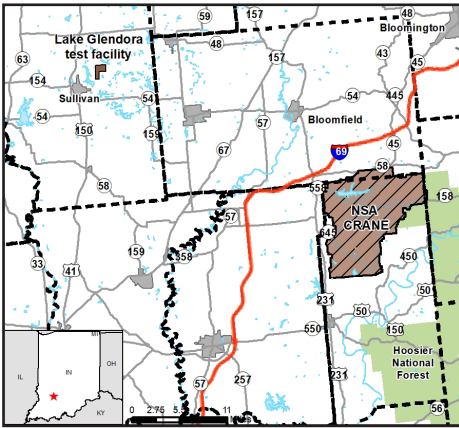 59
157
48
Bloomington
48
Lake Glendora
test facility
43
63
157
45
154
Sullivan
54
54
445
54
57
Bloomfield
150
159
45
67
69
58
58
558
NSA
CRANE
158
57
645
33
41
159
358
450
231
50
50
550
150
Hoosier
National
Forest
MI
IL
IN
OH
KY
231
57
257
56
0
2.75
5.5
11